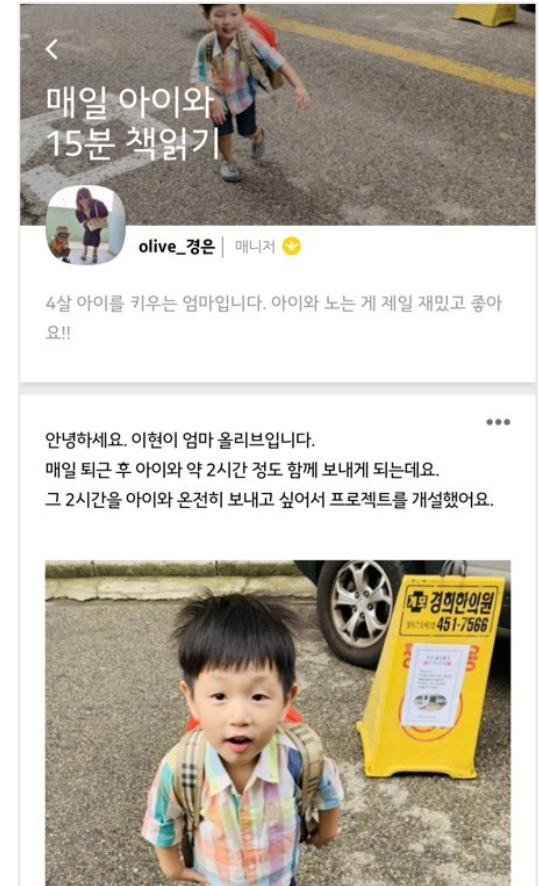 매일 아이와
15분 책읽기
olive_경은 | 매니저
4살 아이를 키우는 엄마입니다. 아이와 노는 게 제일 재밌고 좋아
요!!
안녕하세요. 이현이 엄마 올리브입니다.
매일 퇴근 후 아이와 약 2시간 정도 함께 보내게 되는데요.
그 2시간을 아이와 온전히 보내고 싶어서 프로젝트를 개설했어요.
경희한의원
451-7566